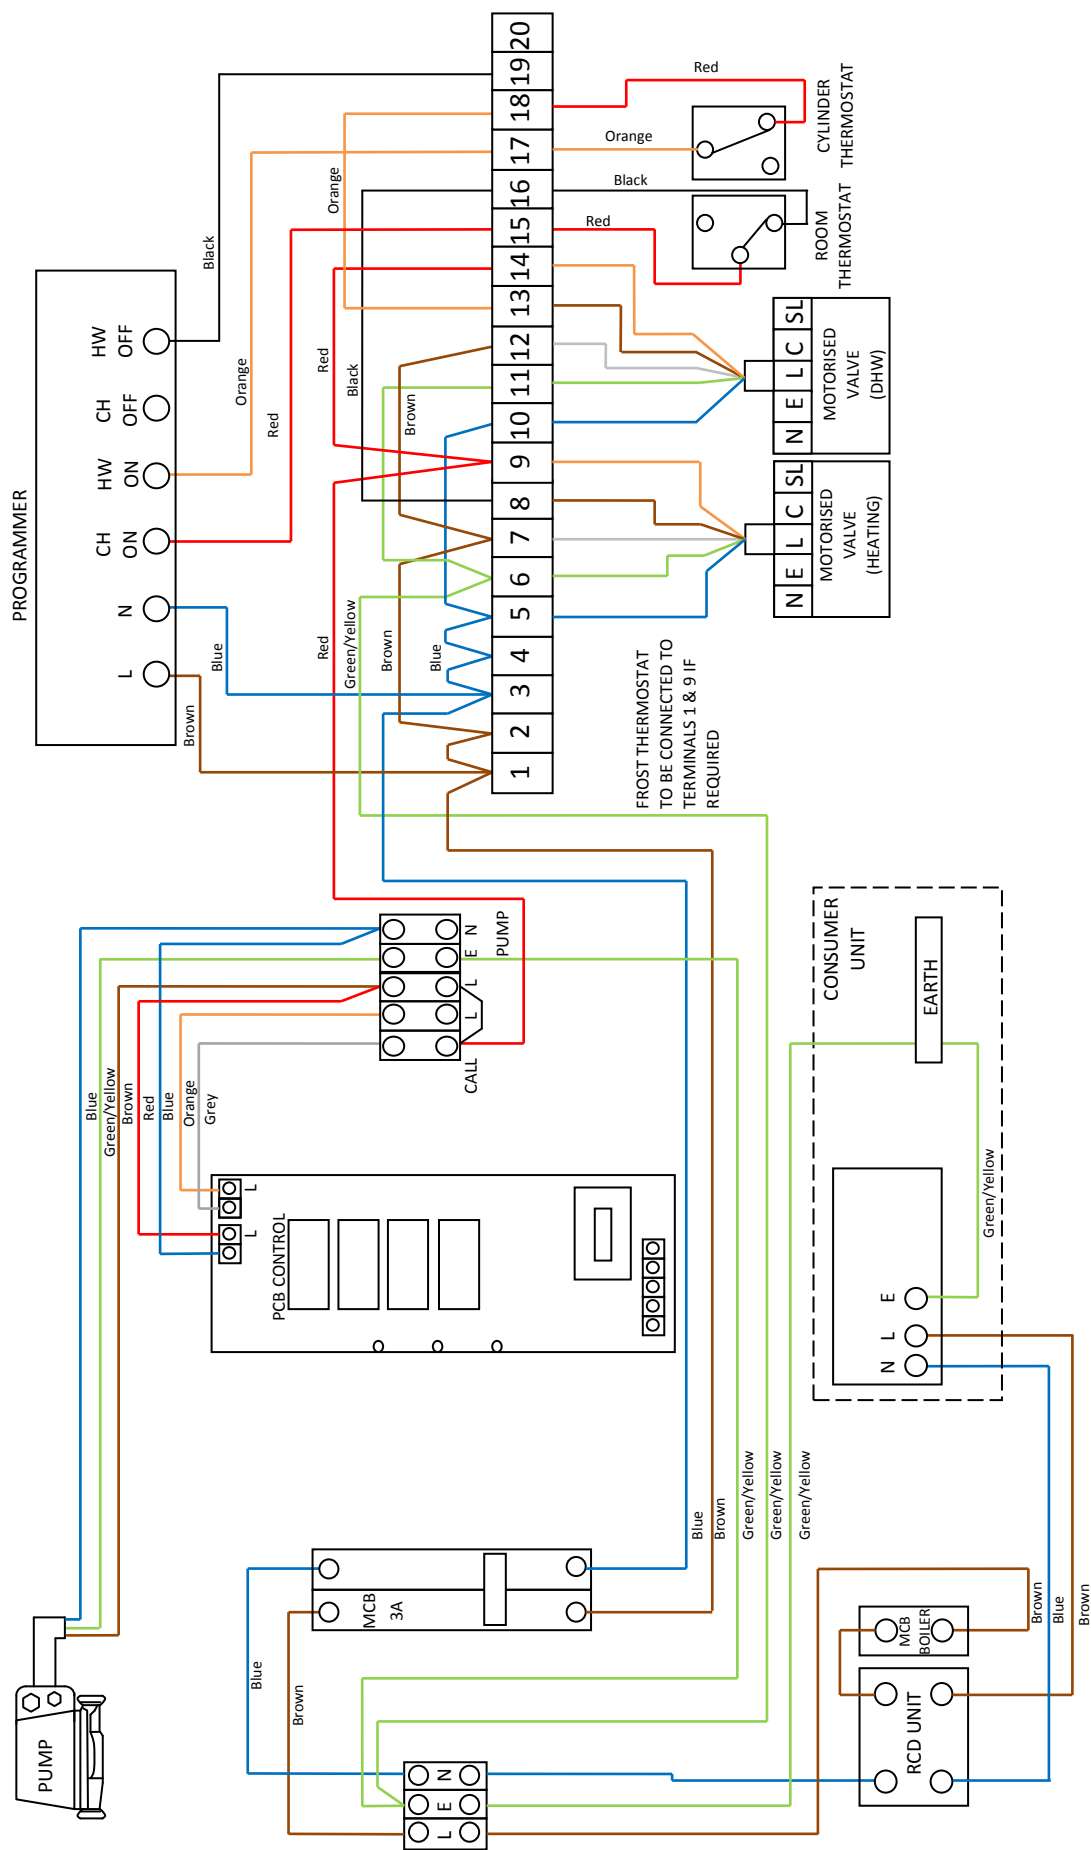 PROGRAMMER
L
N
CH
ON
HW
ON
CH
OFF
HW
OFF
Brown
Blue
Red
Orange
Black
Orange
Red
Black
Brown
Red
Green/Yellow
Brown
Blue
1
2
3
4
5
6
7
8
9
10
11
12
13
14
15
16
17
18
19
20
Red
Orange
Black
Red
CYLINDER
THERMOSTAT
ROOM
THERMOSTAT
N E L C SL
MOTORISED
VALVE
(DHW)
N E L C SL
MOTORISED
VALVE
(HEATING)
FROST THERMOSTAT
TO BE CONNECTED TO
TERMINALS 1 & 9 IF
REQUIRED
CALL
L
L
E
N
PUMP
Blue
Green/Yellow
Brown
Red
Blue
Orange
Grey
L
L
PCB CONTROL
CONSUMER
UNIT
EARTH
Green/Yellow
N
L
E
Blue
Brown
Green/Yellow
Green/Yellow
Green/Yellow
MCB
3A
Blue
Brown
PUMP
L
E
N
RCD UNIT
MCB
BOILER
Brown
Blue
Brown